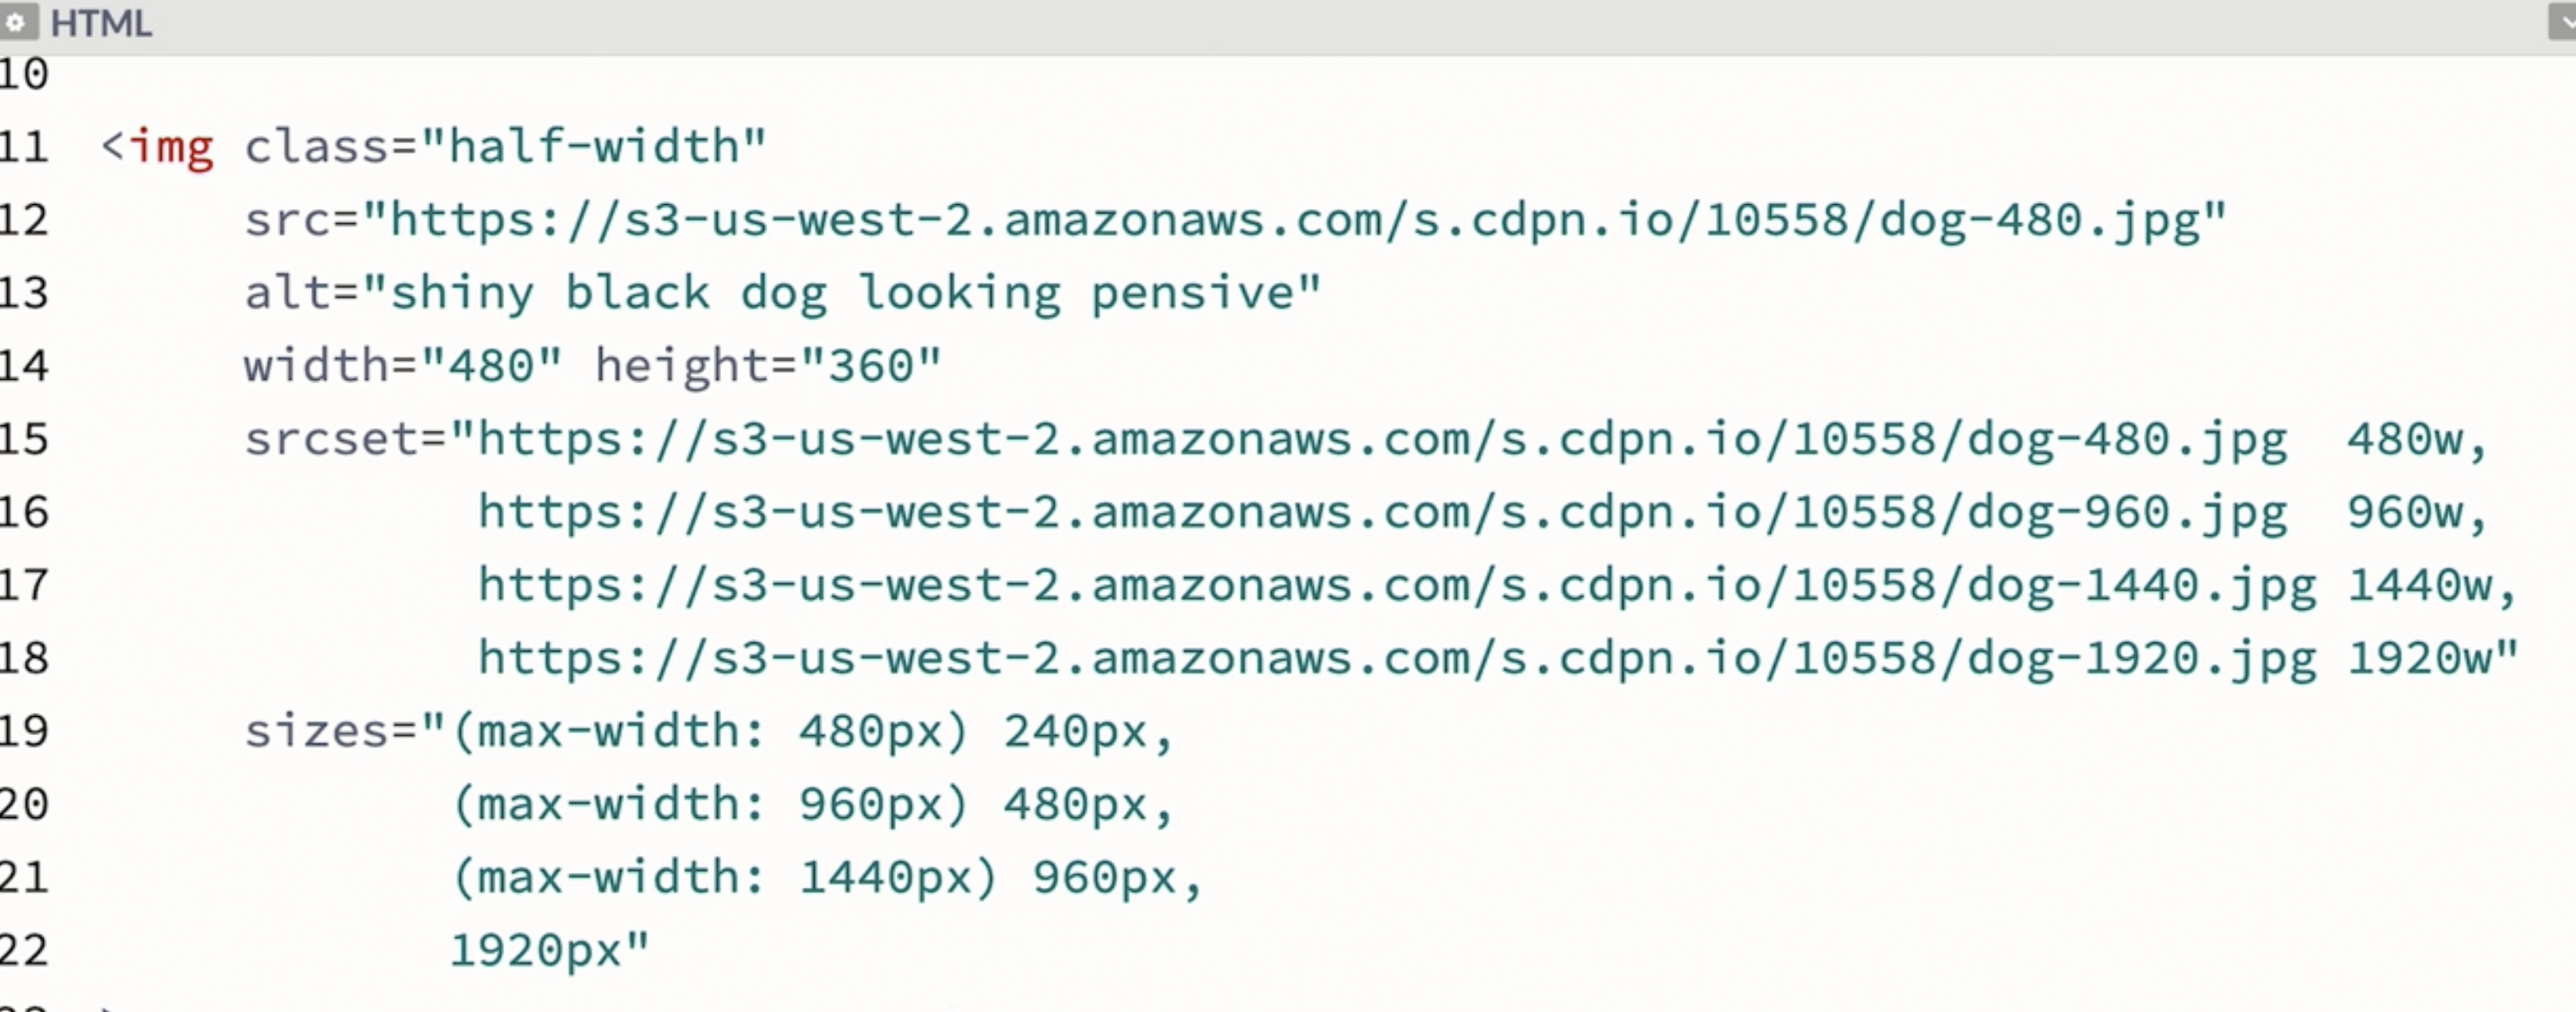 HTML
10
11 <img class="half-width"
12 src="https://s3-us-west-2.amazonaws.com/s.cdpn.io/10558/dog-480.jpg"
13 alt="shiny black dog looking pensive"
14 width="480" height="360"
15 srcset="https://s3-us-west-2.amazonaws.com/s.cdpn.io/10558/dog-480.jpg  480w,
16 https://s3-us-west-2.amazonaws.com/s.cdpn.io/10558/dog-960.jpg  960w,
17 https://s3-us-west-2.amazonaws.com/s.cdpn.io/10558/dog-1440.jpg 1440w,
18 https://s3-us-west-2.amazonaws.com/s.cdpn.io/10558/dog-1920.jpg 1920w"
19 sizes="(max-width: 480px) 240px,
20 (max-width: 960px) 480px,
21 (max-width: 1440px) 960px,
22 1920px"